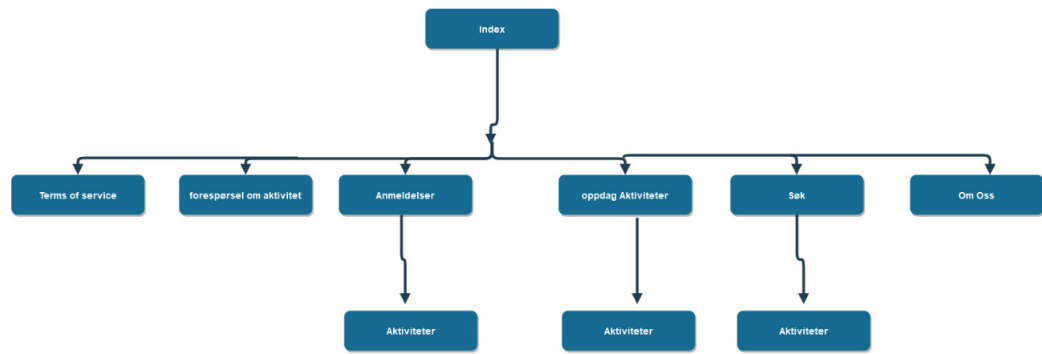 Index
Terms of service
forespørsel om aktivitet
Anmeldelser
oppdag Aktiviteter
Søk
Om Oss
Aktiviteter
Aktiviteter
Aktiviteter